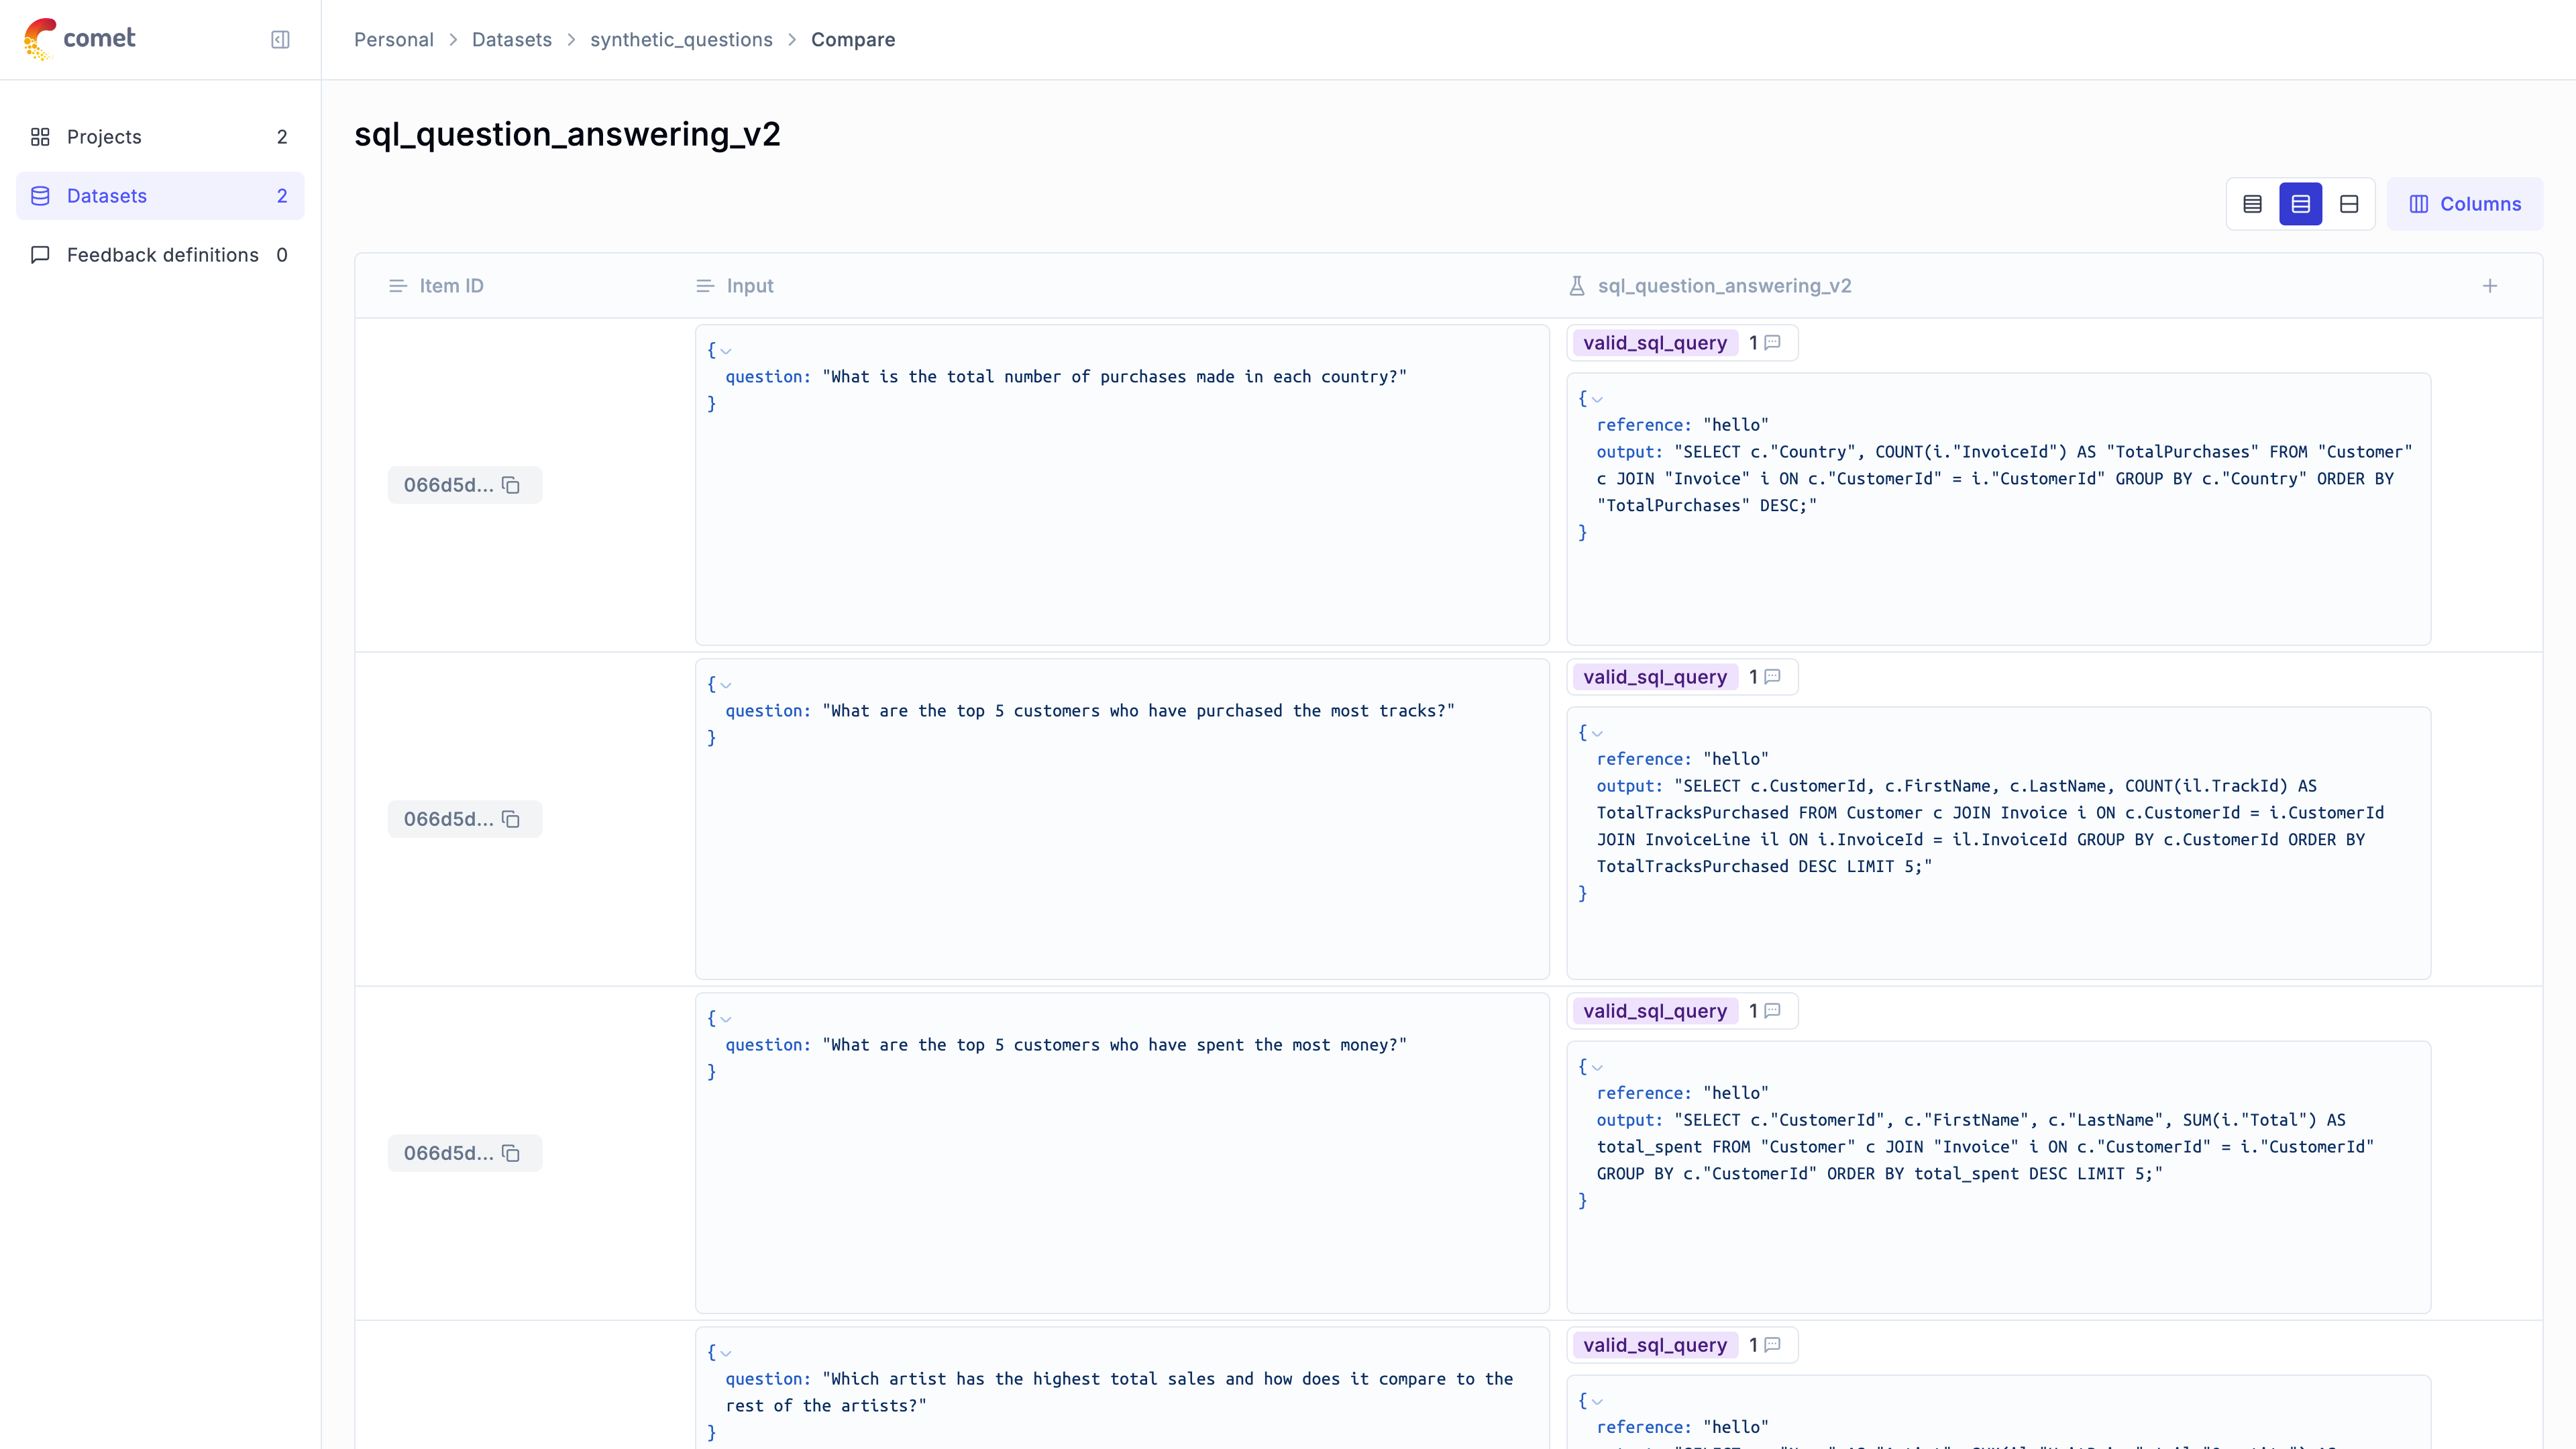 comet
Personal > Datasets > synthetic_questions > Compare
Projects 2
Datasets 2
Feedback definitions 0
sql_question_answering_v2
Columns
Item ID Input sql_question_answering_v2
066d5d...
{
question: "What is the total number of purchases made in each country?"
}
valid_sql_query 1
{
reference: "hello"
output: "SELECT c."Country", COUNT(i."InvoiceId") AS "TotalPurchases" FROM "Customer"
c JOIN "Invoice" i ON c."CustomerId" = i."CustomerId" GROUP BY c."Country" ORDER BY
"TotalPurchases" DESC;"
}
066d5d...
{
question: "What are the top 5 customers who have purchased the most tracks?"
}
valid_sql_query 1
{
reference: "hello"
output: "SELECT c.CustomerId, c.FirstName, c.LastName, COUNT(il.TrackId) AS
TotalTracksPurchased FROM Customer c JOIN Invoice i ON c.CustomerId = i.CustomerId
JOIN InvoiceLine il ON i.InvoiceId = il.InvoiceId GROUP BY c.CustomerId ORDER BY
TotalTracksPurchased DESC LIMIT 5;"
}
066d5d...
{
question: "What are the top 5 customers who have spent the most money?"
}
valid_sql_query 1
{
reference: "hello"
output: "SELECT c."CustomerId", c."FirstName", c."LastName", SUM(i."Total") AS
total_spent FROM "Customer" c JOIN "Invoice" i ON c."CustomerId" = i."CustomerId"
GROUP BY c."CustomerId" ORDER BY total_spent DESC LIMIT 5;"
}
{
question: "Which artist has the highest total sales and how does it compare to the
rest of the artists?"
}
valid_sql_query 1
{
reference: "hello"